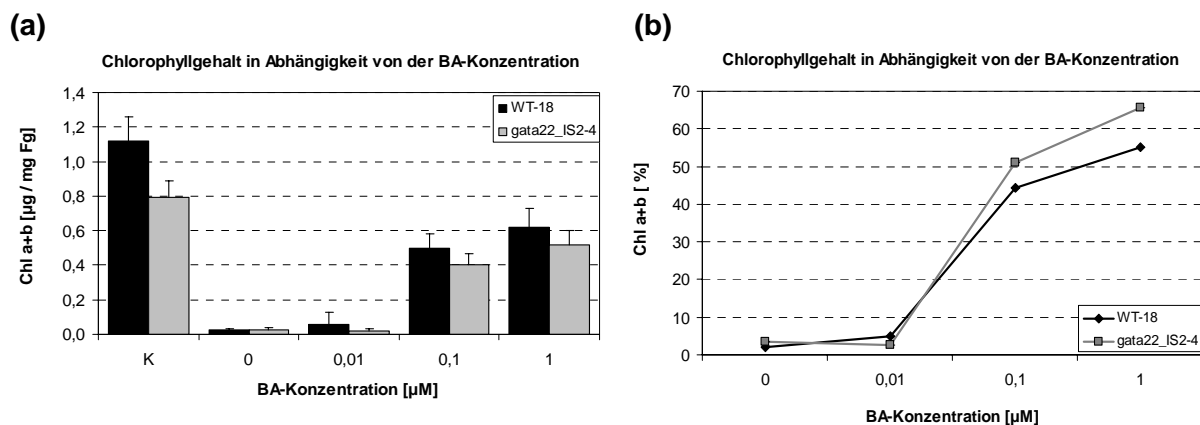 (a)
Chlorophyllgehalt in Abhängigkeit von der BA-Konzentration
1,4
1,2
1,0
0,8
0,6
0,4
0,2
0,0
Chl a+b [µg / mg Fg]
WT-18
gata22_IS2-4
K 0 0,01 0,1 1
BA-Konzentration [µM]
(b)
Chlorophyllgehalt in Abhängigkeit von der BA-Konzentration
70
60
50
40
30
20
10
0
Chl a+b [ %]
WT-18
gata22_IS2-4
0 0,01 0,1 1
BA-Konzentration [µM]